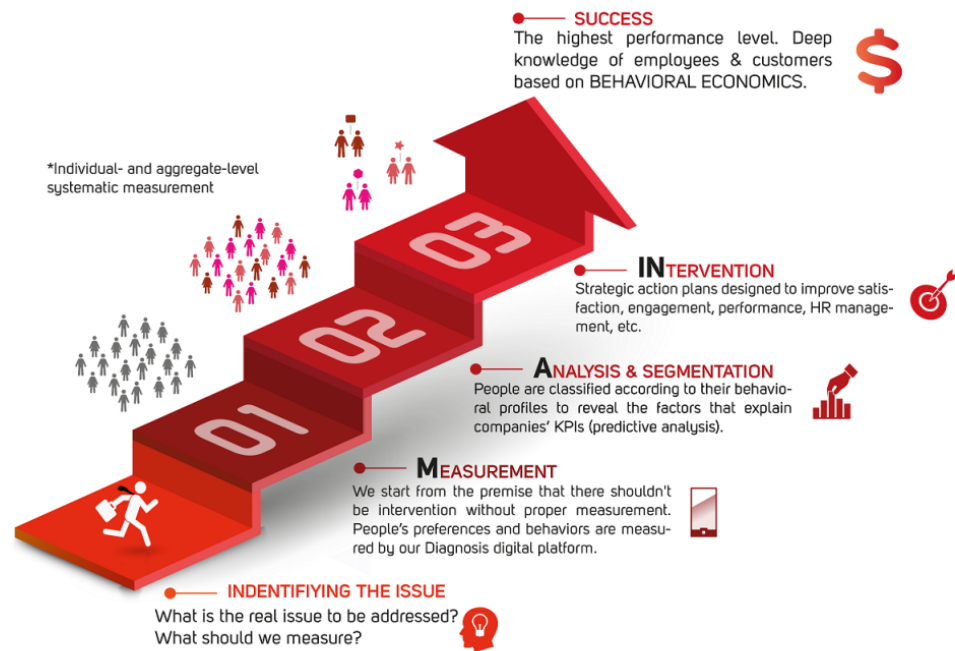 SUCCESS
The highest performance level. Deep
knowledge of employees & customers
based on BEHAVIORAL ECONOMICS.
$
*Individual- and aggregate-level
systematic measurement
03
INTERVENTION
Strategic action plans designed to improve satis-
faction, engagement, performance, HR manage-
ment, etc.
02
ANALYSIS & SEGMENTATION
People are classified according to their behavio-
ral profiles to reveal the factors that explain
companies' KPIs (predictive analysis).
01
MEASUREMENT
We start from the premise that there shouldn't
be intervention without proper measurement.
People's preferences and behaviors are measu-
red by our Diagnosis digital platform.
INDENTIFIYING THE ISSUE
What is the real issue to be addressed?
What should we measure?